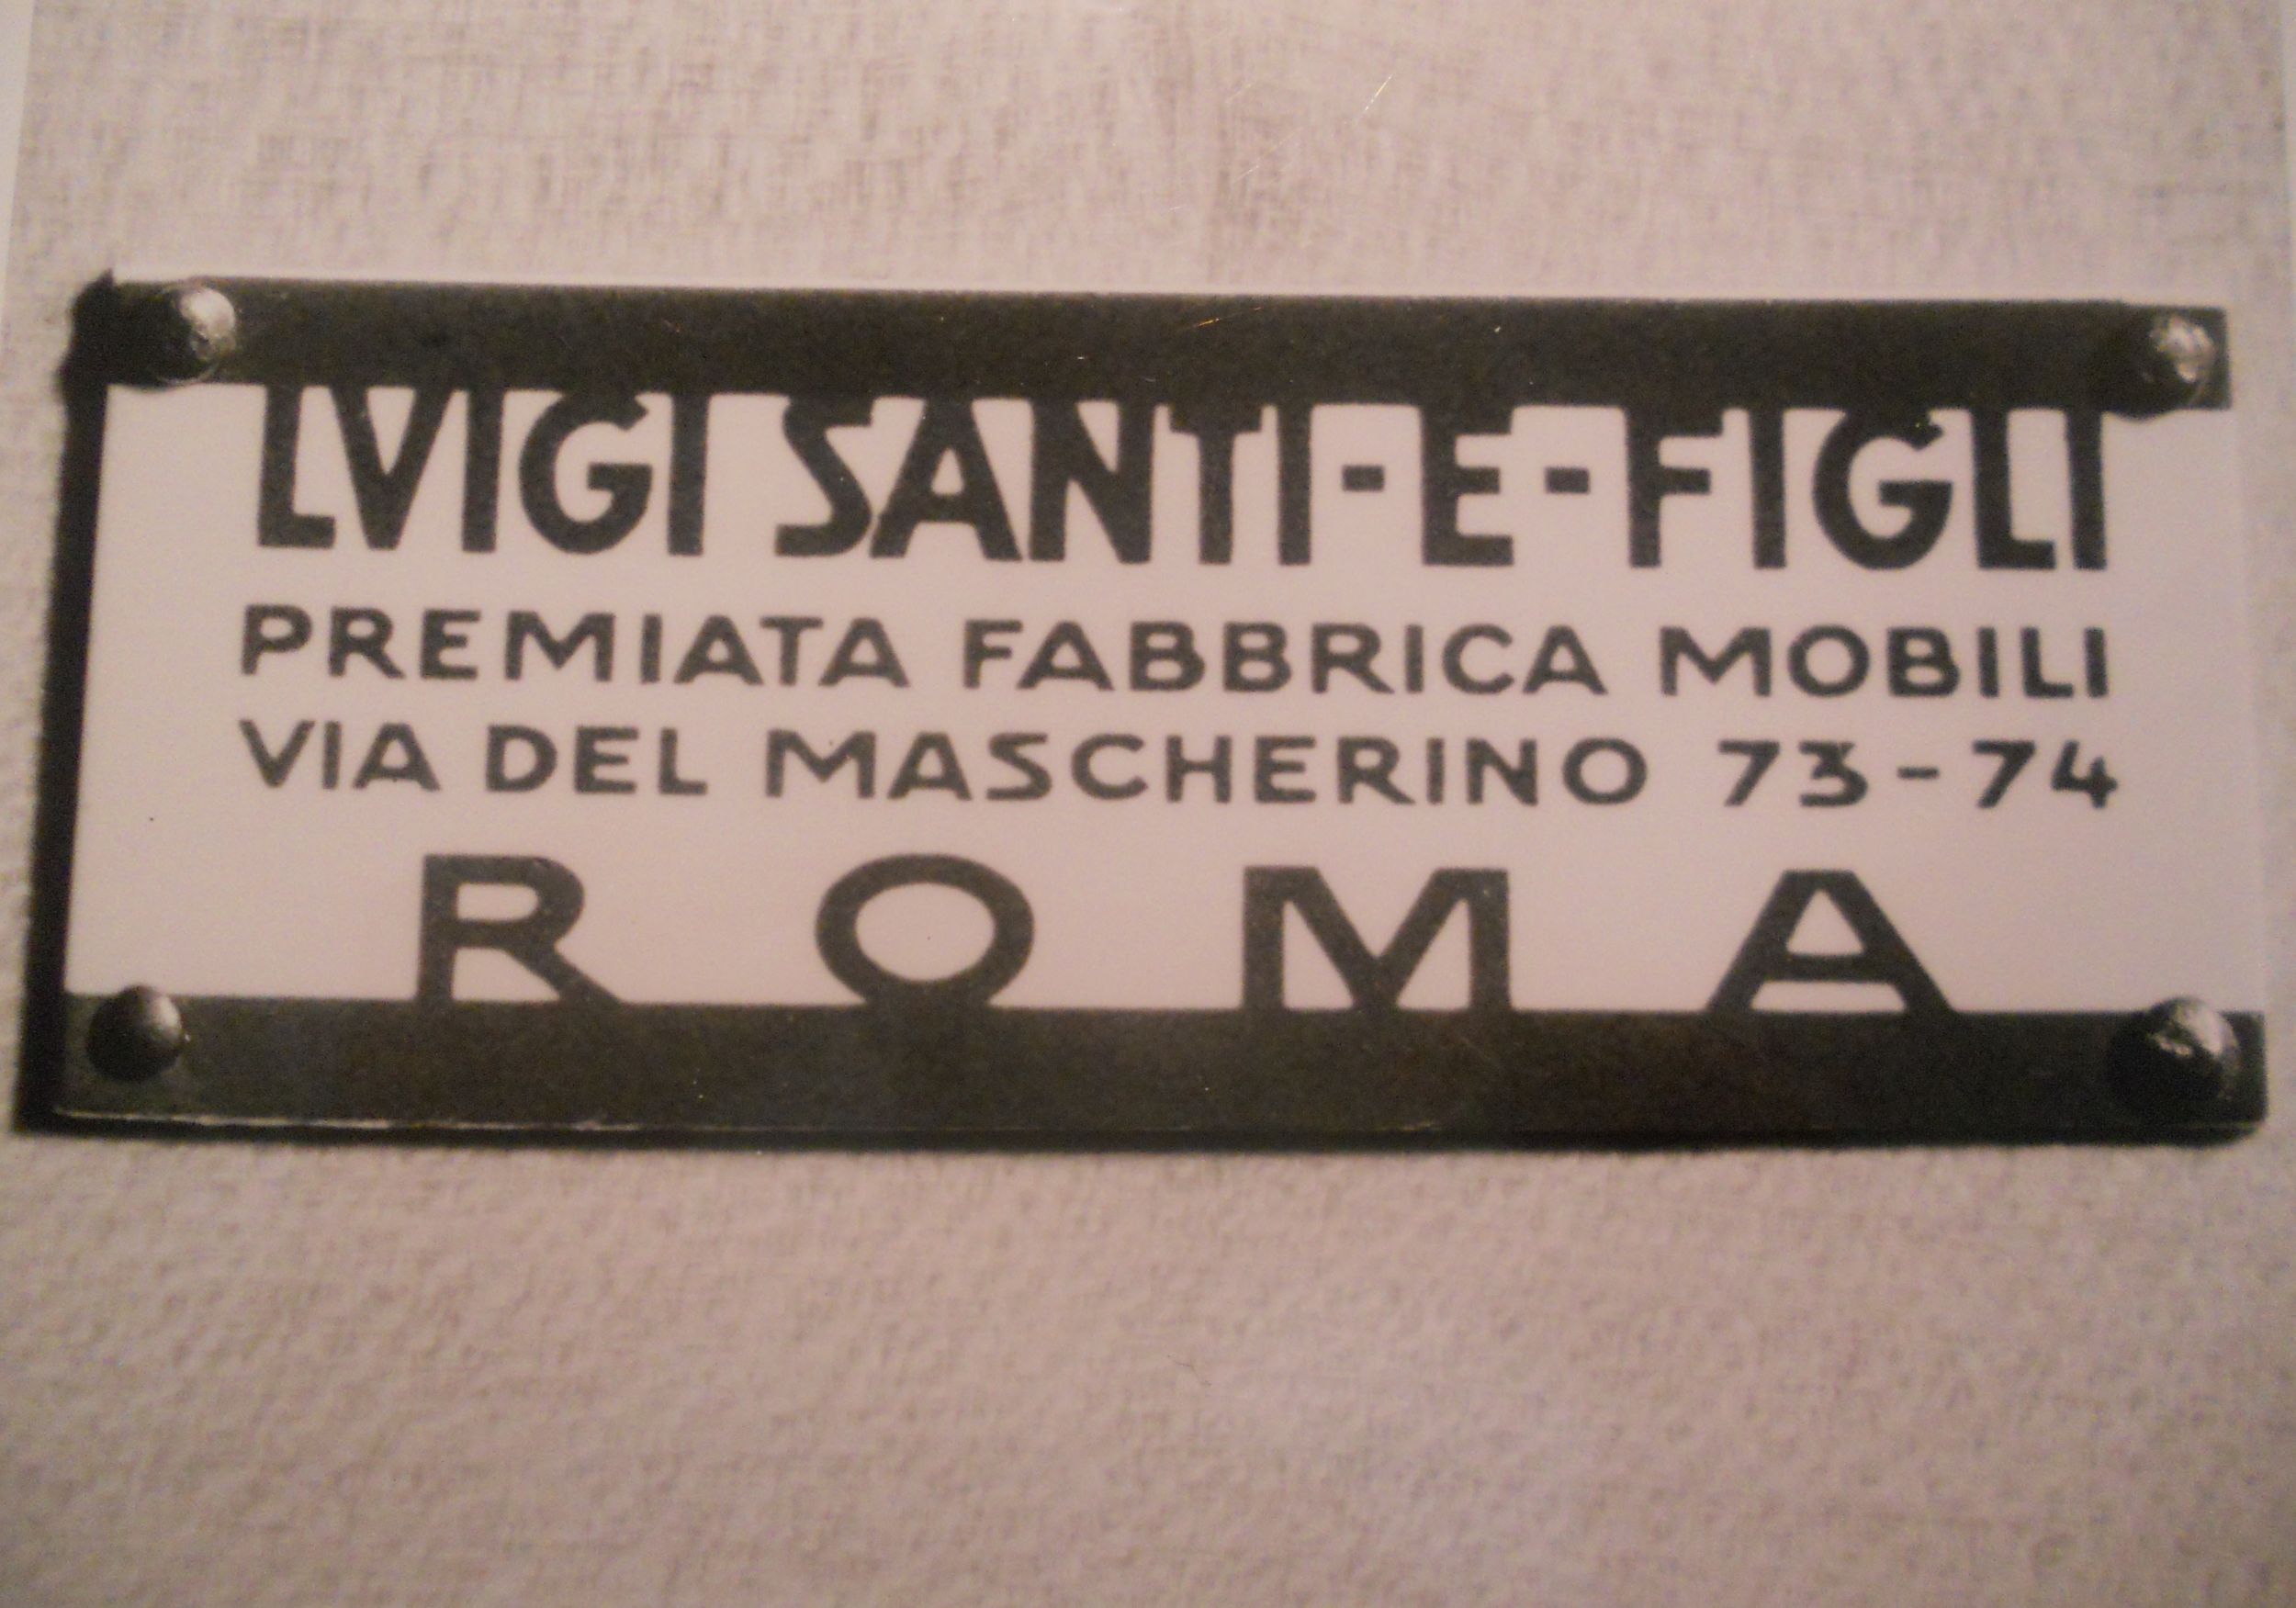 LVIGI SANTI-E-FIGLI
PREMIATA FABBRICA MOBILI
VIA DEL MASCHERINO 73-74
ROMA